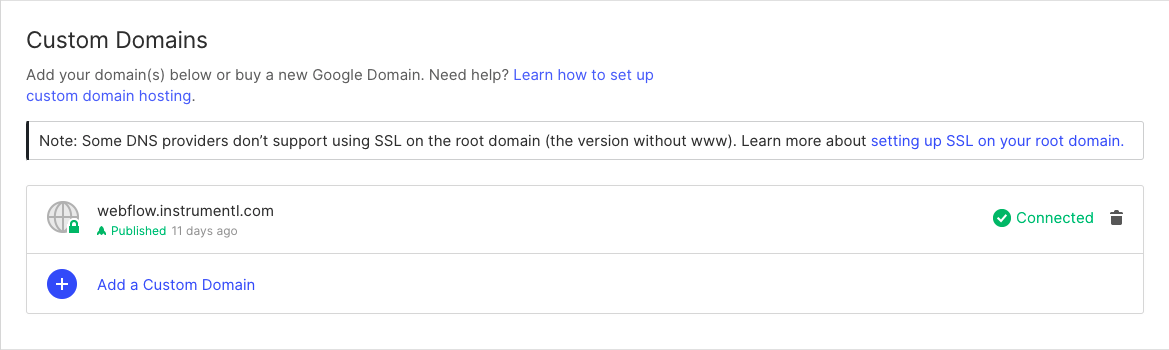 Custom Domains
Add your domain(s) below or buy a new Google Domain. Need help? Learn how to set up
custom domain hosting.
Note: Some DNS providers don’t support using SSL on the root domain (the version without www). Learn more about setting up SSL on your root domain.
webflow.instrumentl.com
Published 11 days ago
Connected
Add a Custom Domain